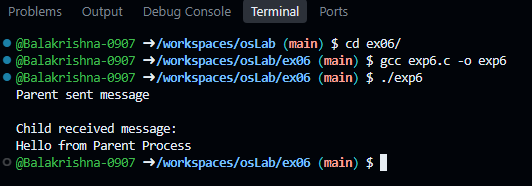 Problems Output Debug Console Terminal Ports
@Balakrishna-0907 ➜/workspaces/osLab (main) $ cd ex06/
@Balakrishna-0907 ➜/workspaces/osLab/ex06 (main) $ gcc exp6.c -o exp6
@Balakrishna-0907 ➜/workspaces/osLab/ex06 (main) $ ./exp6
Parent sent message
Child received message:
Hello from Parent Process
@Balakrishna-0907 ➜/workspaces/osLab/ex06 (main) $